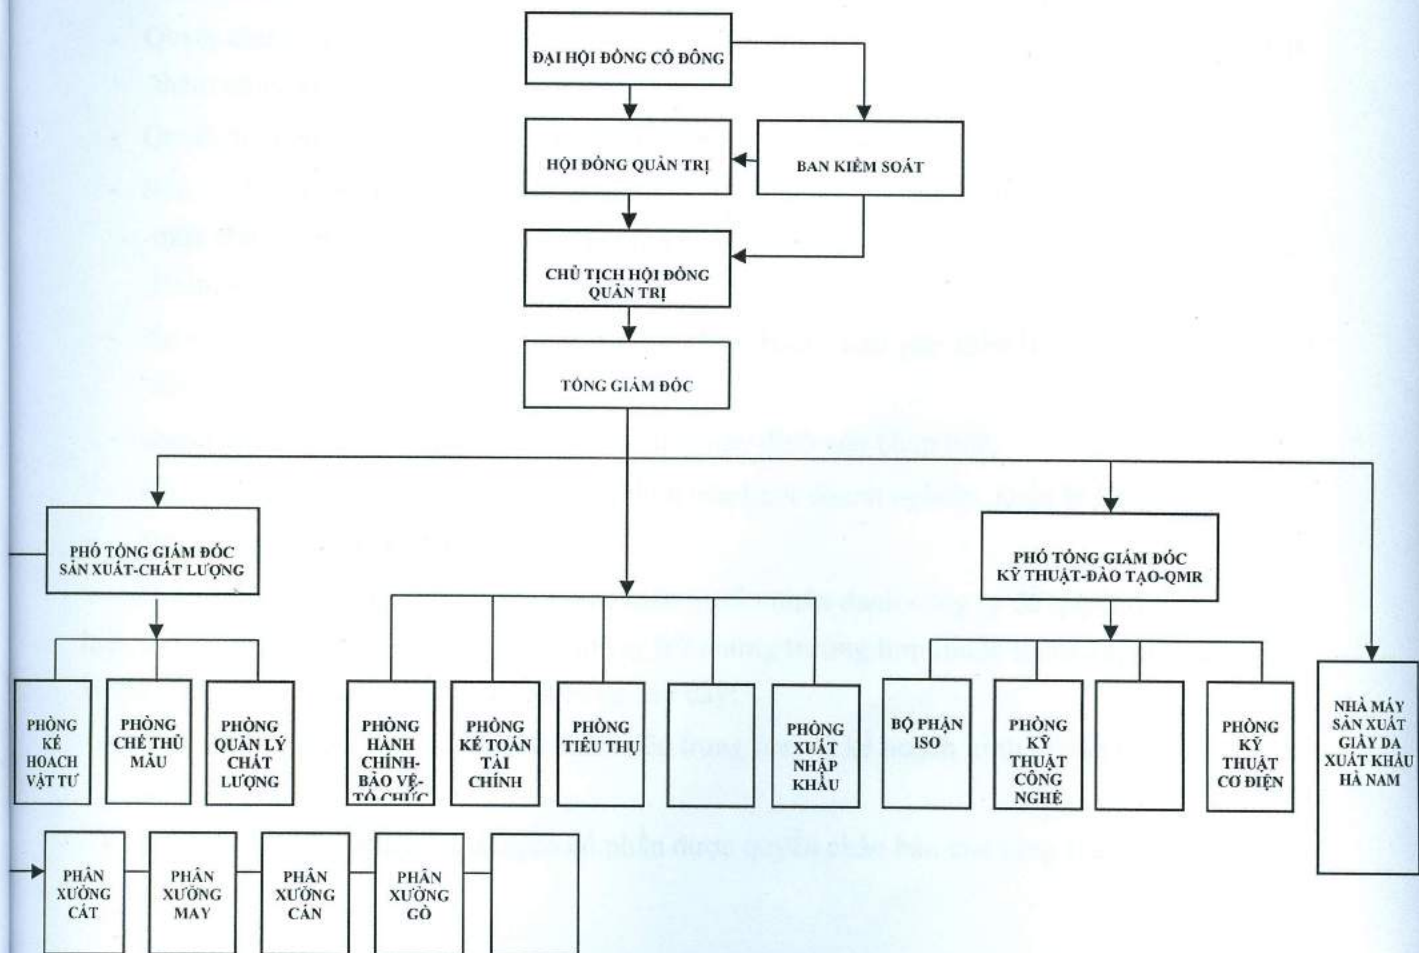 ĐẠI HỘI ĐỒNG CỔ ĐÔNG
HỘI ĐỒNG QUẢN TRỊ
BAN KIỂM SOÁT
CHỦ TỊCH HỘI ĐỒNG
QUẢN TRỊ
TỔNG GIÁM ĐỐC
PHÓ TỔNG GIÁM ĐỐC
SẢN XUẤT-CHẤT LƯỢNG
PHÓ TỔNG GIÁM ĐỐC
KỸ THUẬT-ĐÀO TẠO-QMR
PHÒNG
KẾ
HOẠCH
VẬT TƯ
PHÒNG
CHẾ THỬ
MẪU
PHÒNG
QUẢN LÝ
CHẤT
LƯỢNG
PHÒNG
HÀNH
CHÍNH-
BẢO VỆ-
TỔ CHỨC
PHÒNG
KẾ TOÁN
TÀI
CHÍNH
PHÒNG
TIÊU THỤ
PHÒNG
XUẤT
NHẬP
KHẨU
BỘ PHẬN
ISO
PHÒNG
KỸ
THUẬT
CÔNG
NGHỆ
PHÒNG
KỸ
THUẬT
CƠ ĐIỆN
NHÀ MÁY
SẢN XUẤT
GIẦY DA
XUẤT KHẨU
HÀ NAM
PHÂN
XƯỞNG
CẮT
PHÂN
XƯỞNG
MAY
PHÂN
XƯỞNG
CÁN
PHÂN
XƯỞNG
GÒ